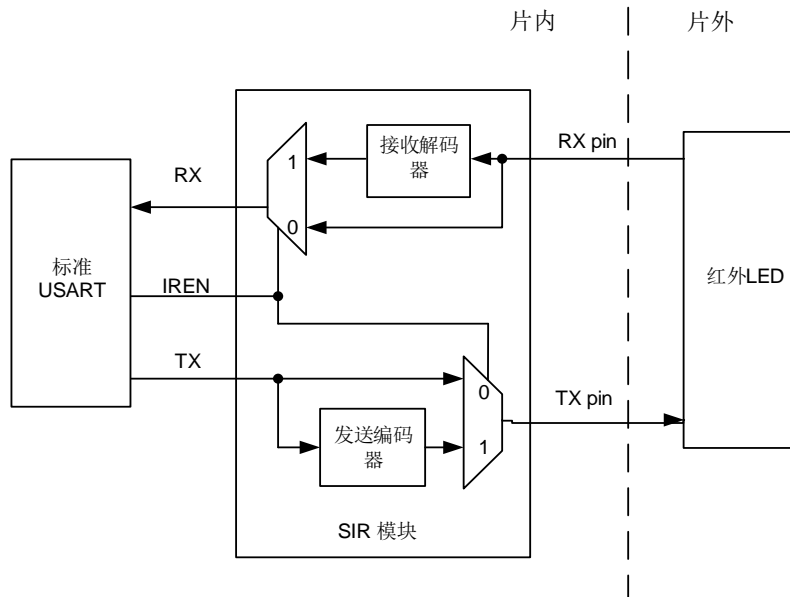 片内
片外
接收解码
器
RX pin
1
RX
0
标准
USART
红外LED
IREN
TX
0
TX pin
发送编码
器
1
SIR 模块